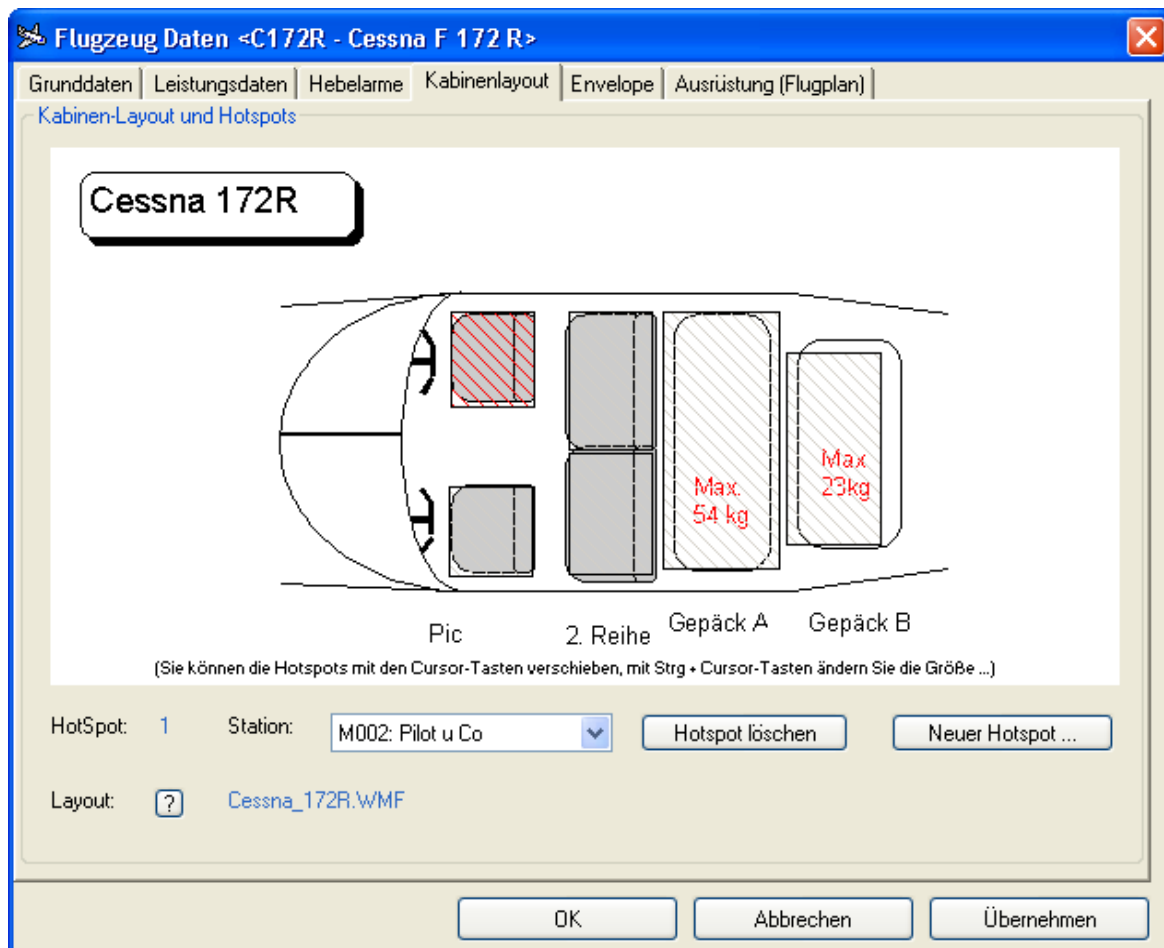 Flugzeug Daten <C172R - Cessna F 172 R>
Grunddaten Leistungsdaten Hebelarme Kabinenlayout Envelope Ausrüstung (Flugplan)
Kabinen-Layout und Hotspots
Cessna 172R
Max.
54 kg
Max
23kg
Pic 2. Reihe Gepäck A Gepäck B
(Sie können die Hotspots mit den Cursor-Tasten verschieben, mit Strg + Cursor-Tasten ändern Sie die Größe ...)
HotSpot: 1 Station: M002: Pilot u Co Hotspot löschen Neuer Hotspot ...
Layout: ? Cessna_172R.WMF
OK Abbrechen Übernehmen